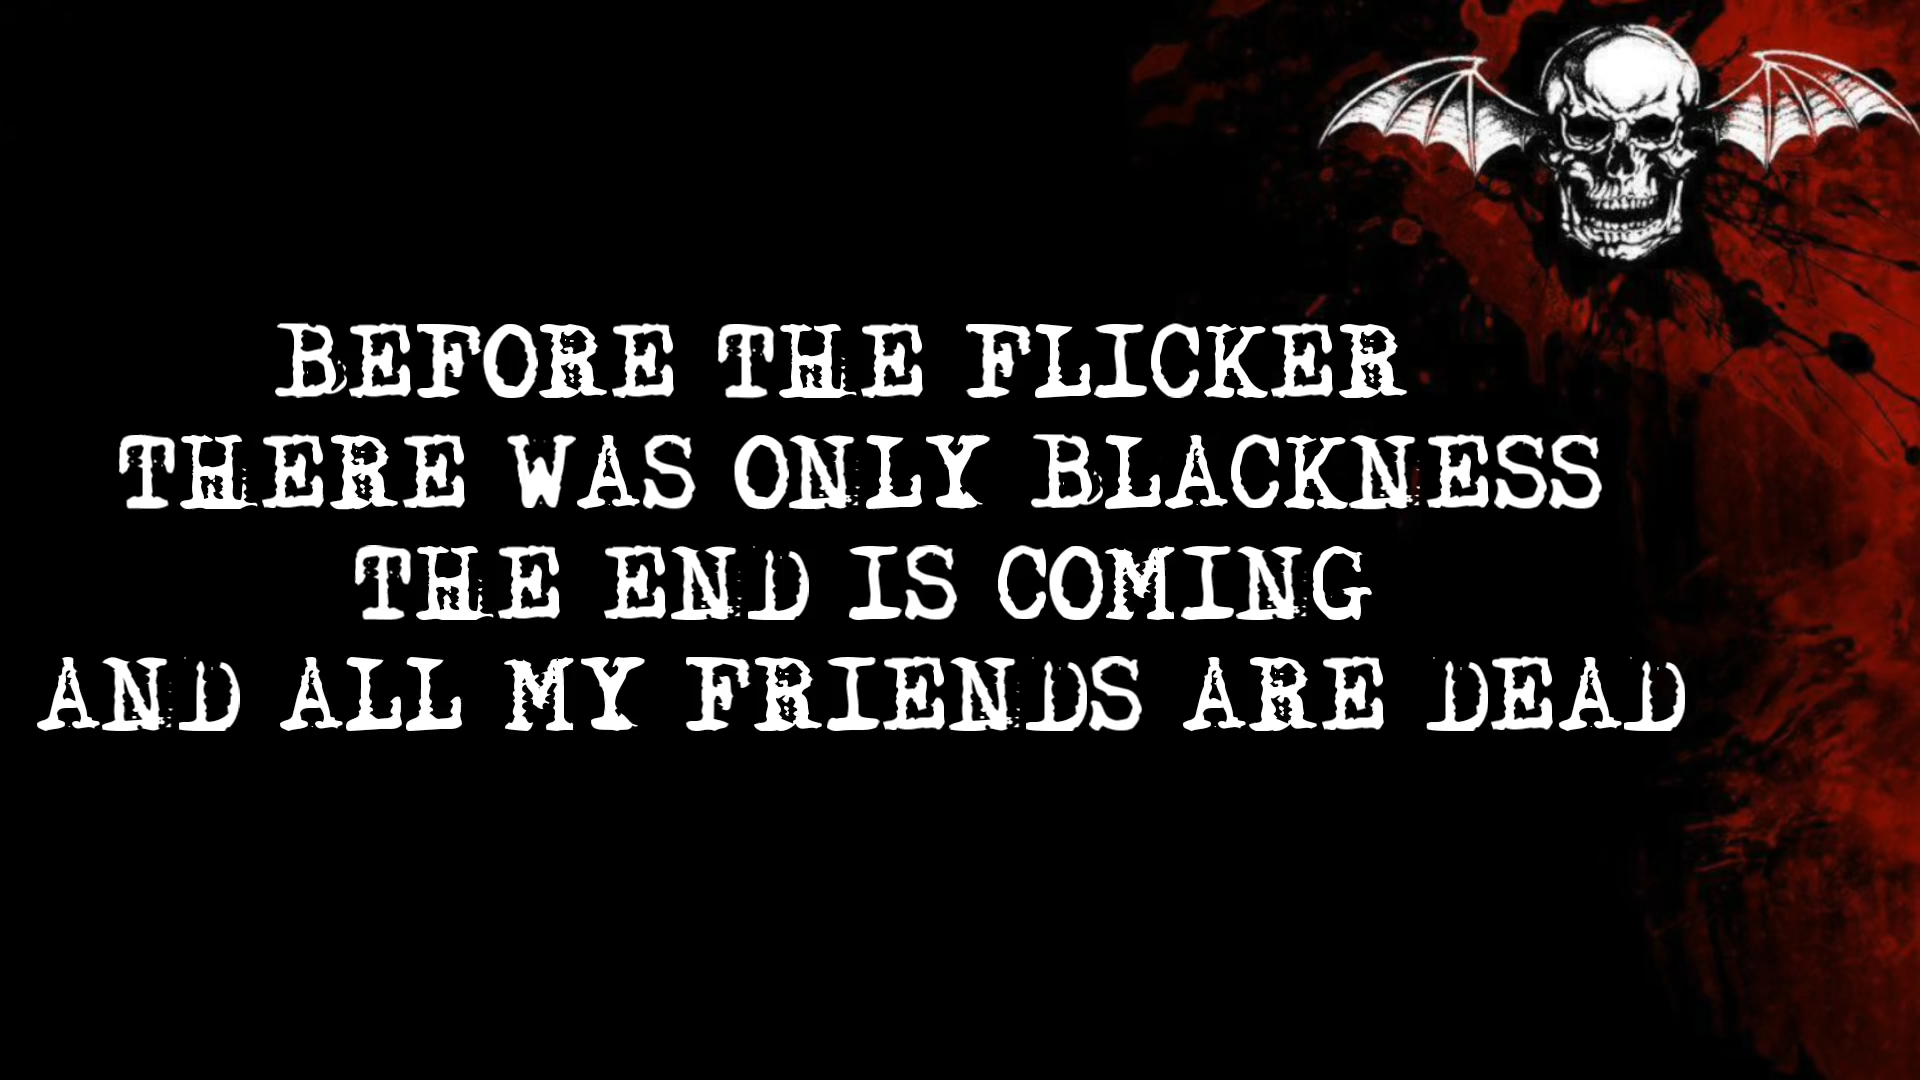 BEFORE THE FLICKER
THERE WAS ONLY BLACKNESS
THE END IS COMING
AND ALL MY FRIENDS ARE DEAD